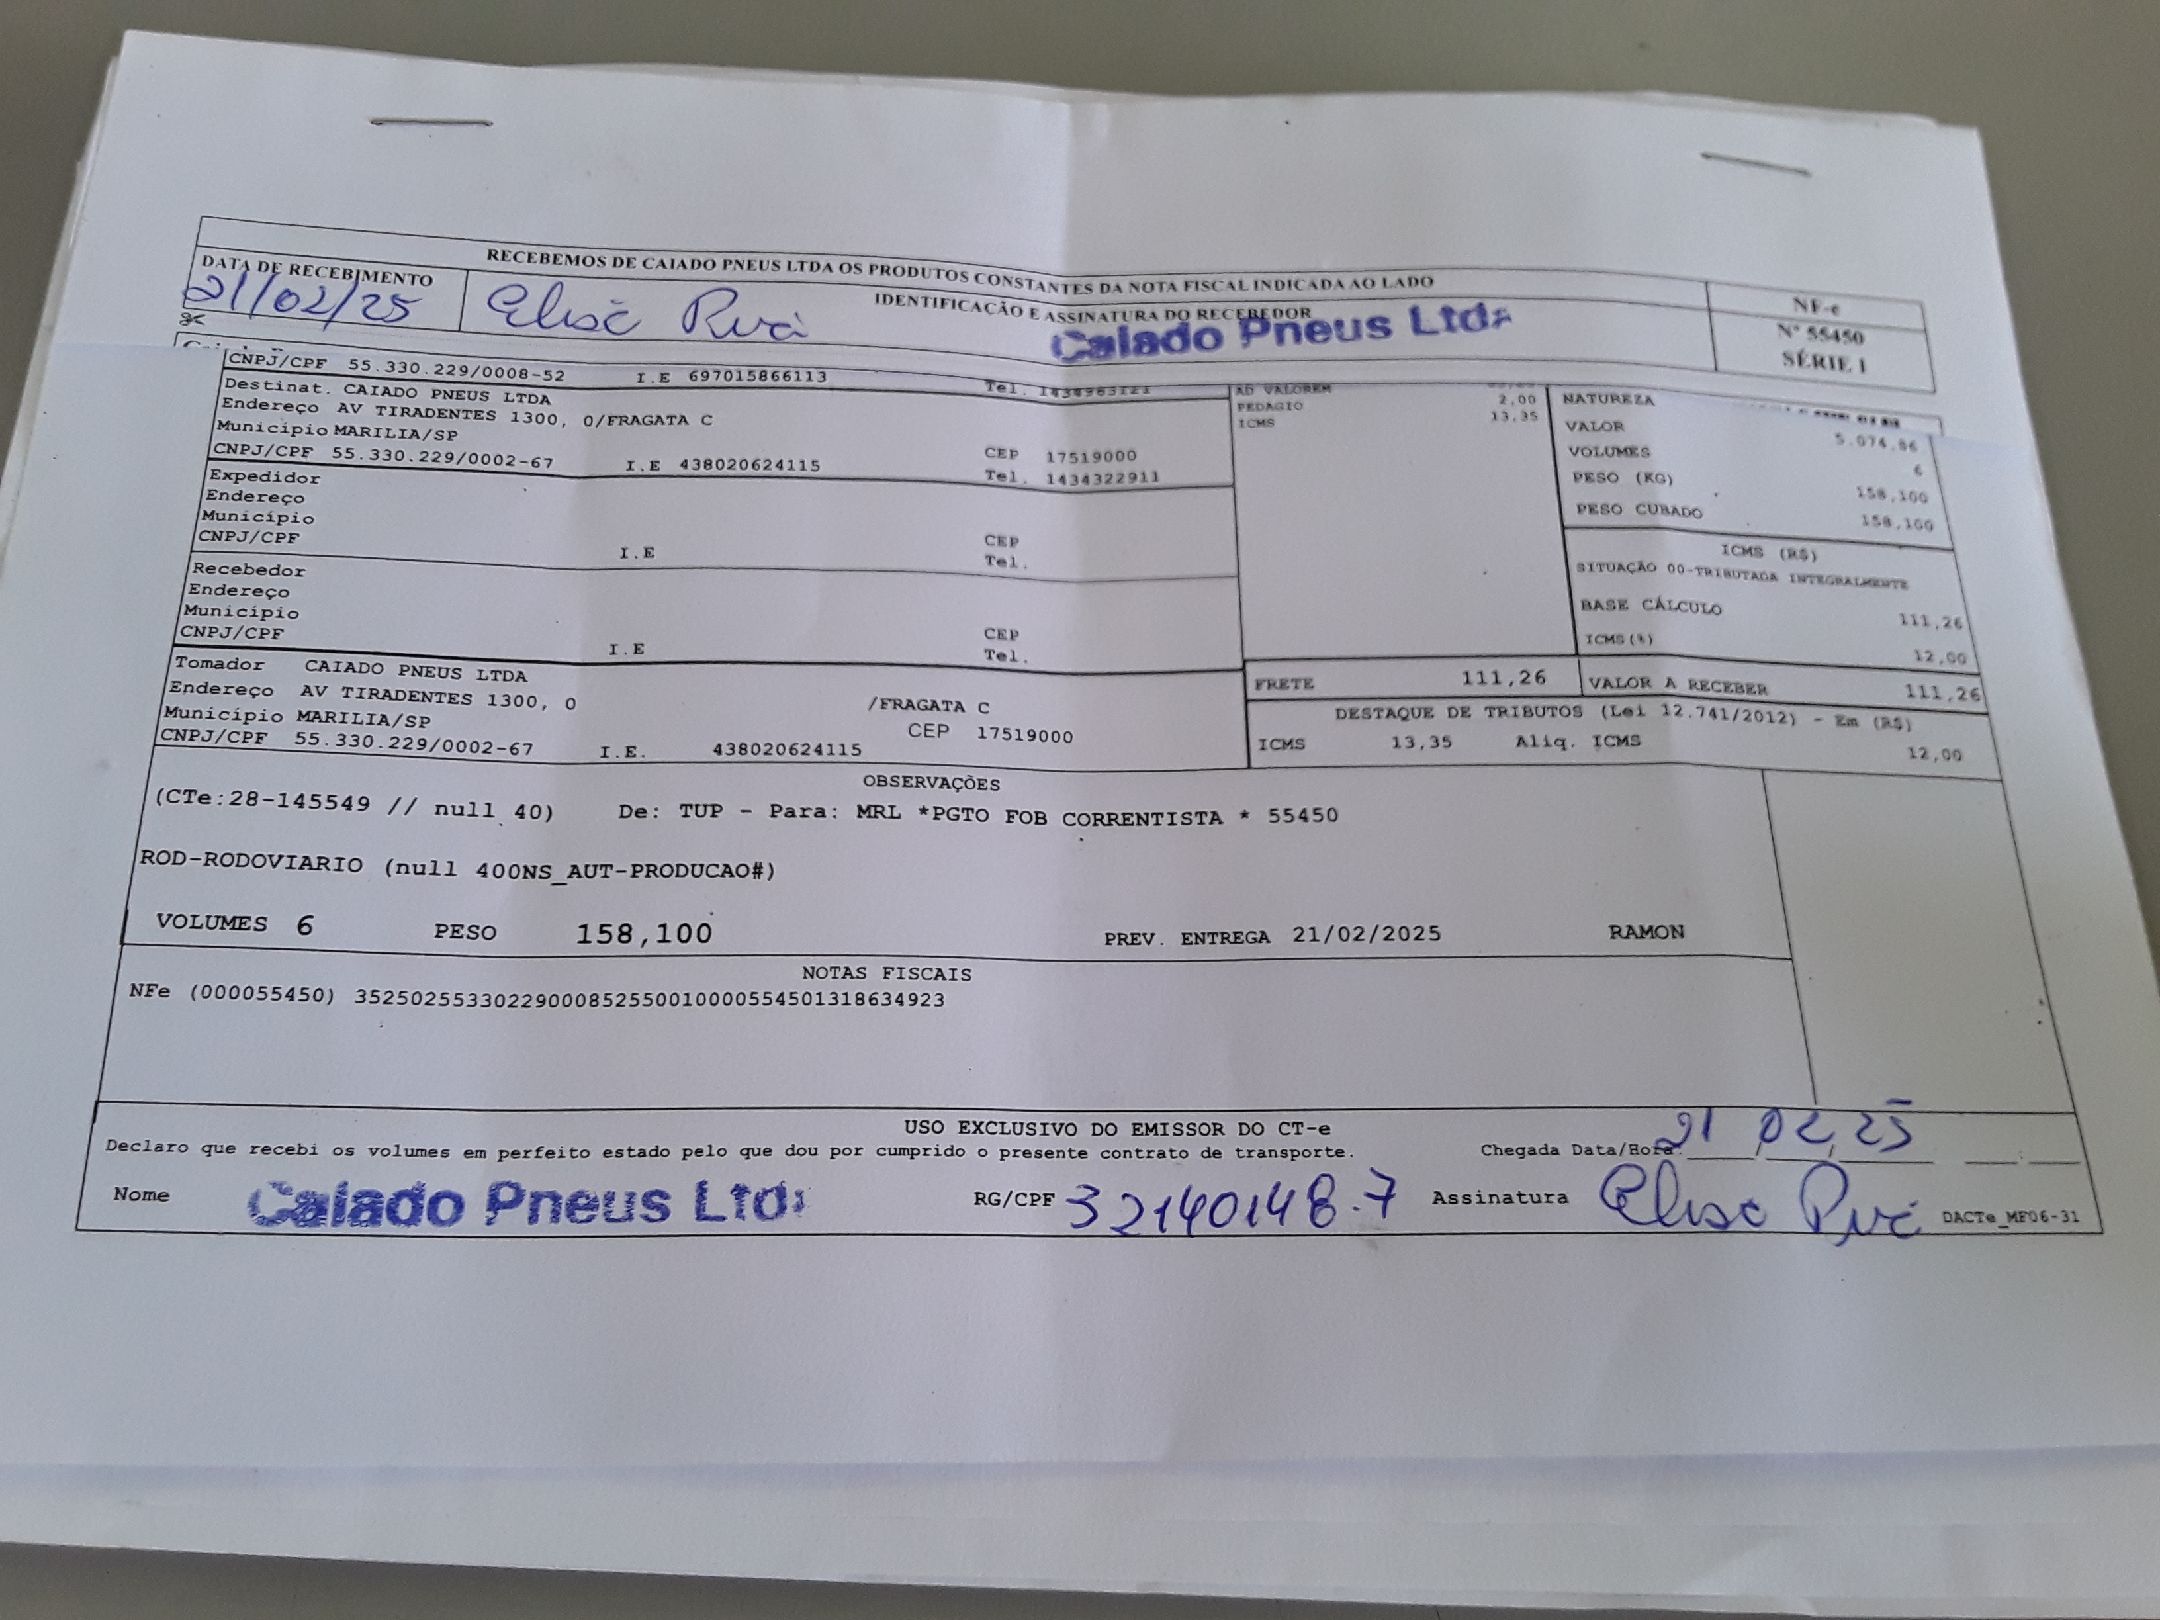 RECEBEMOS DE CAIADO PNEUS LTDA OS PRODUTOS CONSTANTES DA NOTA FISCAL INDICADA AO LADO
NF-e
Nº 55450
SÉRIE 1
DATA DE RECEBIMENTO
21/02/25
IDENTIFICAÇÃO E ASSINATURA DO RECEBEDOR
Caiado Pneus Ltda
CNPJ/CPF 55.330.229/0008-52 I.E 697015866113 Tel. 1434963121
Destinat. CAIADO PNEUS LTDA
Endereço AV TIRADENTES 1300, 0/FRAGATA C
Município MARILIA/SP CEP 17519000
CNPJ/CPF 55.330.229/0002-67 I.E 438020624115 Tel. 1434322911
Expedidor
Endereço
Município CEP
CNPJ/CPF I.E Tel.
Recebedor
Endereço
Município CEP
CNPJ/CPF I.E Tel.
Tomador CAIADO PNEUS LTDA
Endereço AV TIRADENTES 1300, 0 /FRAGATA C
Município MARILIA/SP CEP 17519000
CNPJ/CPF 55.330.229/0002-67 I.E. 438020624115
AD VALOREM
PEDAGIO 2,00
ICMS 13,35
NATUREZA
VALOR 5.074,86
VOLUMES 6
PESO (KG) 158,100
PESO CUBADO 158,100
ICMS (R$)
SITUAÇÃO 00-TRIBUTADA INTEGRALMENTE
BASE CÁLCULO 111,26
ICMS(%) 12,00
FRETE 111,26 VALOR A RECEBER 111,26
DESTAQUE DE TRIBUTOS (Lei 12.741/2012) - Em (R$)
ICMS 13,35 Aliq. ICMS 12,00
OBSERVAÇÕES
(CTe:28-145549 // null 40) De: TUP - Para: MRL *PGTO FOB CORRENTISTA * 55450
ROD-RODOVIARIO (null 400NS_AUT-PRODUCAO#)
VOLUMES 6 PESO 158,100 PREV. ENTREGA 21/02/2025 RAMON
NOTAS FISCAIS
NFe (000055450) 35250255330229000852550010000554501318634923
USO EXCLUSIVO DO EMISSOR DO CT-e
Declaro que recebi os volumes em perfeito estado pelo que dou por cumprido o presente contrato de transporte. Chegada Data/Hora: 21 02 25
Nome Caiado Pneus Ltda RG/CPF 32140148.7 Assinatura DACTe_MF06-31